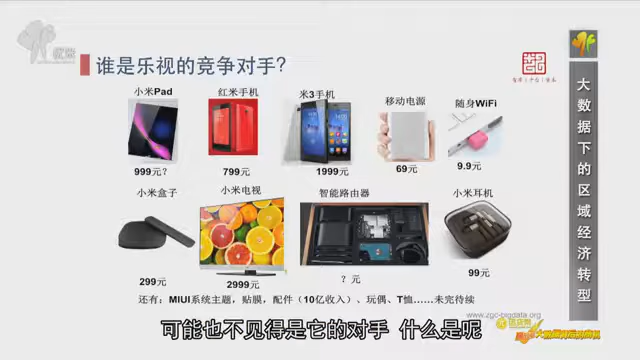 谁是乐视的竞争对手?
小米Pad
红米手机
米3手机
移动电源
随身WiFi
999元?
799元
1999元
69元
9.9元
小米盒子
小米电视
智能路由器
小米耳机
299元
2999元
?元
99元
还有:MIUI系统主题,贴膜,配件(10亿收入)、玩偶、T恤……未完待续
大数据下的区域经济转型
www.zgc-bigdata.org
可能也不见得是它的对手 什么是呢